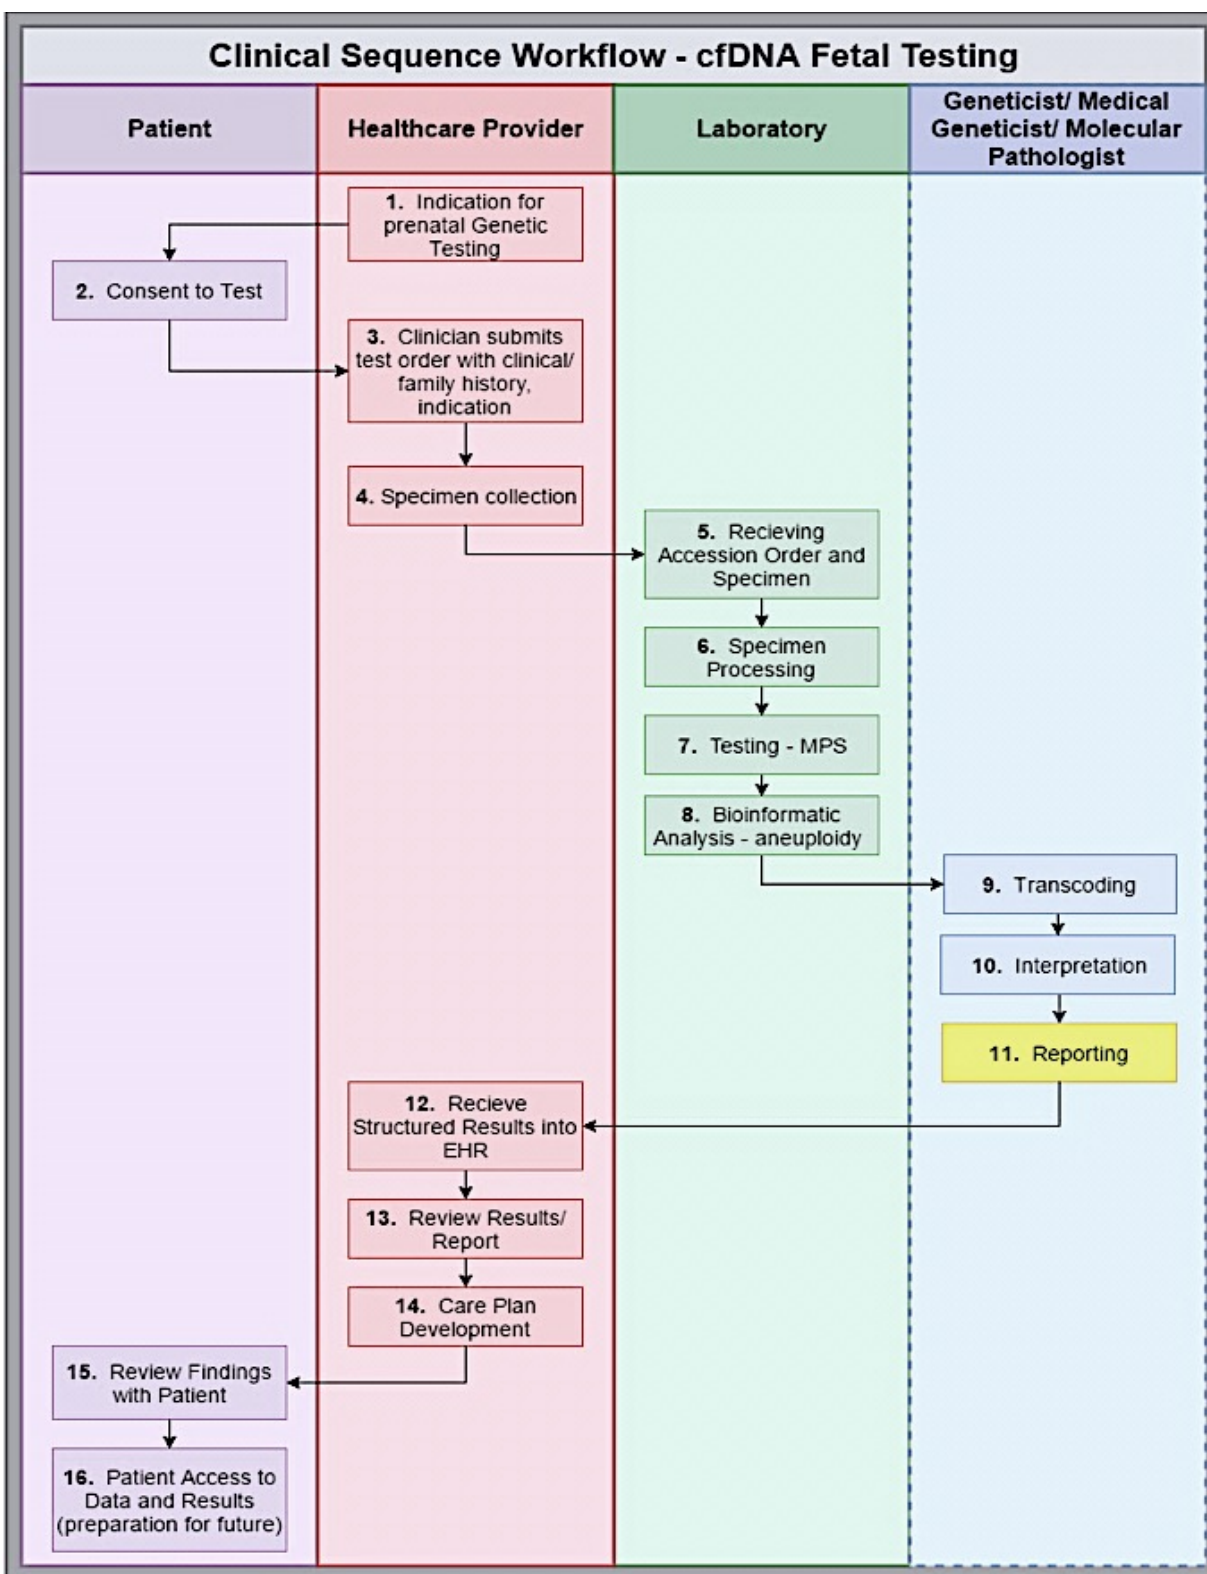 Clinical Sequence Workflow - cfDNA Fetal Testing
Patient
Healthcare Provider
Laboratory
Geneticist/ Medical
Geneticist/ Molecular
Pathologist
1. Indication for
prenatal Genetic
Testing
2. Consent to Test
3. Clinician submits
test order with clinical/
family history,
indication
4. Specimen collection
5. Recieving
Accession Order and
Specimen
6. Specimen
Processing
7. Testing - MPS
8. Bioinformatic
Analysis - aneuploidy
9. Transcoding
10. Interpretation
11. Reporting
12. Recieve
Structured Results into
EHR
13. Review Results/
Report
14. Care Plan
Development
15. Review Findings
with Patient
16. Patient Access to
Data and Results
(preparation for future)